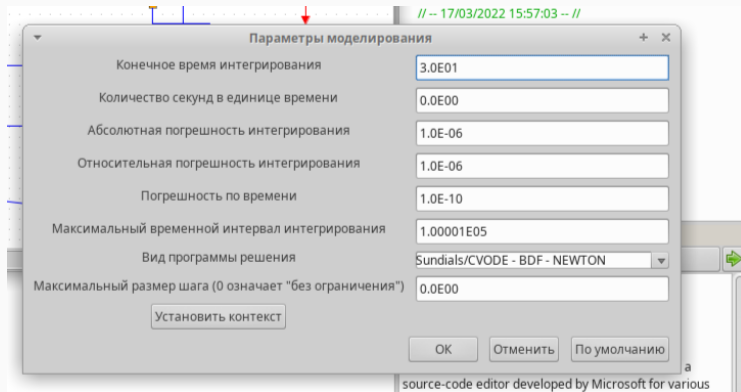 // -- 17/03/2022 15:57:03 -- //
Параметры моделирования
Конечное время интегрирования 3.0E01
Количество секунд в единице времени 0.0E00
Абсолютная погрешность интегрирования 1.0E-06
Относительная погрешность интегрирования 1.0E-06
Погрешность по времени 1.0E-10
Максимальный временной интервал интегрирования 1.00001E05
Вид программы решения Sundials/CVODE - BDF - NEWTON
Максимальный размер шага (0 означает "без ограничения") 0.0E00
Установить контекст
ОК Отменить По умолчанию
a
source-code editor developed by Microsoft for various